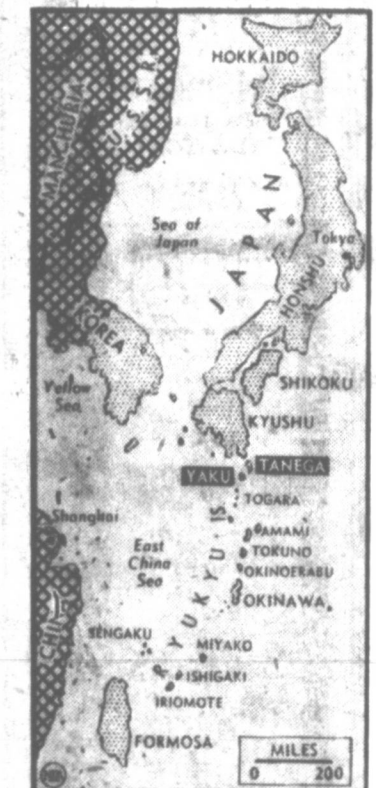 HOKKAIDO
U.S.S.R.
MANCHURIA
Sea of
Japan
JAPAN
Tokyo
HONSHU
KOREA
SHIKOKU
Yellow
Sea
KYUSHU
TANEGA
YAKU
TOGARA
Shanghai
RYUKYU IS
AMAMI
East
China
Sea
TOKUNO
OKINOERABU
OKINAWA
CHINA
SENGAKU
MIYAKO
ISHIGAKI
IRIOMOTE
FORMOSA
MILES
0 200